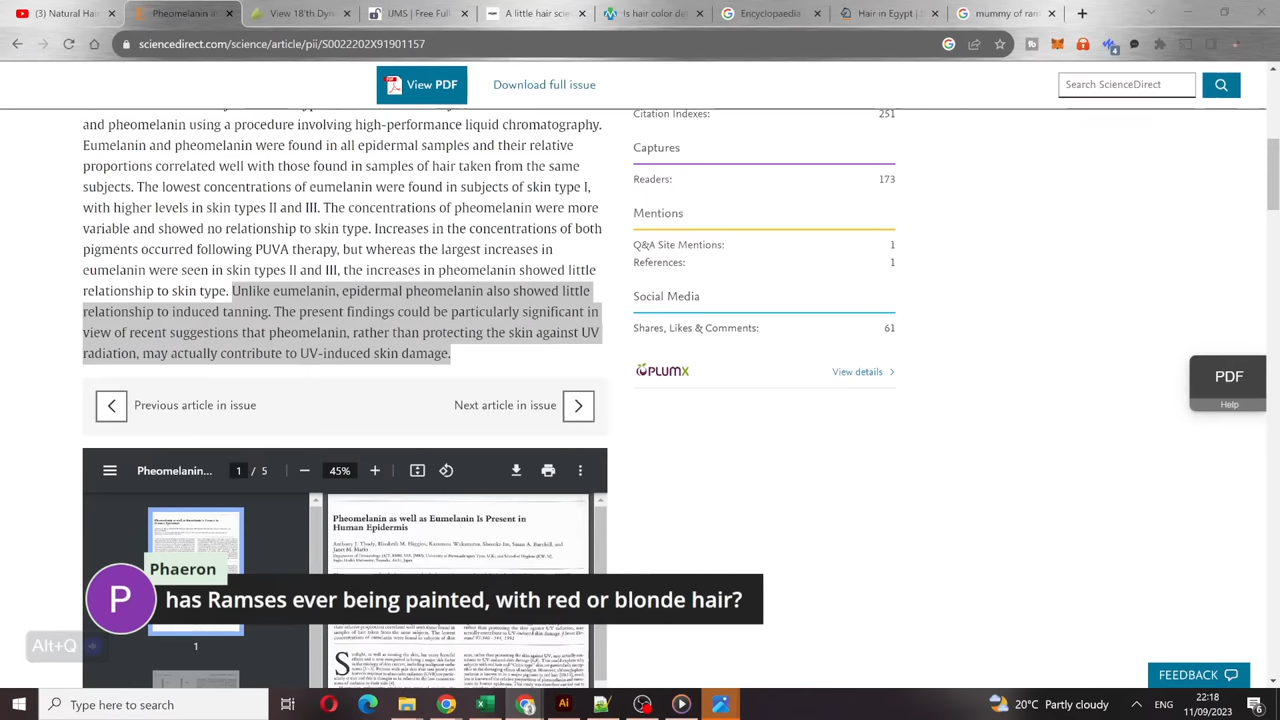 (3) Natural Ha
Ramses a
View 18'th Dyn
UMS | F
A little hair sc
Is hair color de
Encyclopaedia
Hair in Egypt |
mummy of ran
sciencedirect.com/science/article/pii/S0022202X91901157
View PDF
Download full issue
Search ScienceDirect
and pheomelanin using a procedure involving high-performance liquid chromatography.
Eumelanin and pheomelanin were found in all epidermal samples and their relative
proportions correlated well with those found in samples of hair taken from the same
subjects. The lowest concentrations of eumelanin were found in subjects of skin type I,
with higher levels in skin types II and III. The concentrations of pheomelanin were more
variable and showed no relationship to skin type. Increases in the concentrations of both
pigments occurred following PUVA therapy, but whereas the largest increases in
eumelanin were seen in skin types II and III, the increases in pheomelanin showed little
relationship to skin type. Unlike eumelanin, epidermal pheomelanin also showed little
relationship to induced tanning. The present findings could be particularly significant in
view of recent suggestions that pheomelanin, rather than protecting the skin against UV
radiation, may actually contribute to UV-induced skin damage.
Citation Indexes: 251
Captures
Readers: 173
Mentions
Q&A Site Mentions: 1
References: 1
Social Media
Shares, Likes & Comments: 61
PLUMX
View details
PDF
Help
Previous article in issue
Next article in issue
Pheomelanin...
1 / 5
45%
Pheomelanin as well as Eumelanin Is Present in
Human Epidermis
Phaeron
P
has Ramses ever being painted, with red or blonde hair?
1
FEEDBACK
Type here to search
20°C Partly cloudy
ENG
22:18
11/09/2023
6